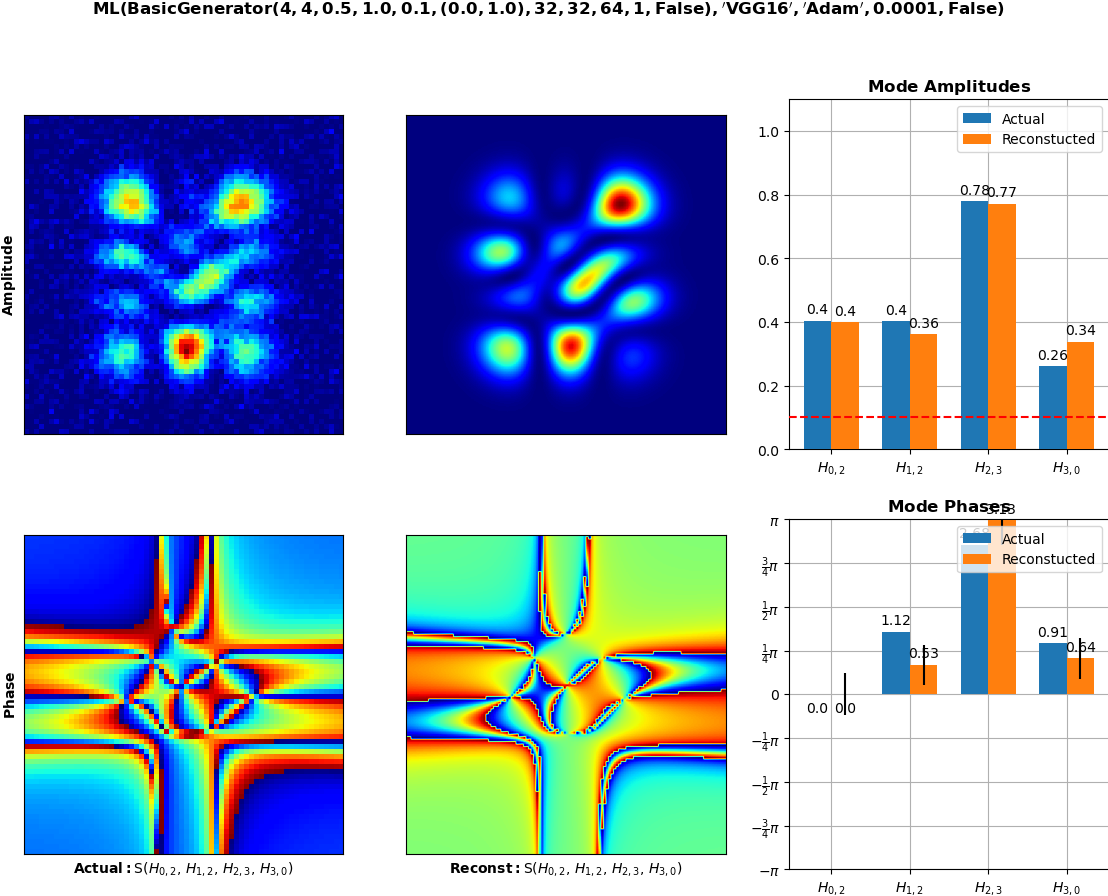 ML(BasicGenerator(4, 4, 0.5, 1.0, 0.1, (0.0, 1.0), 32, 32, 64, 1, False), ′VGG16′, ′Adam′, 0.0001, False)
Amplitude
Mode Amplitudes
Actual
Reconstucted
1.0
0.8
0.6
0.4
0.2
0.0
0.4
0.4
0.4
0.36
0.78
0.77
0.26
0.34
H0,2
H1,2
H2,3
H3,0
Phase
Actual: S(H0,2, H1,2, H2,3, H3,0)
Reconst: S(H0,2, H1,2, H2,3, H3,0)
Mode Phases
Actual
Reconstucted
π
3/4π
1/2π
1/4π
0
−1/4π
−1/2π
−3/4π
−π
0.0
0.0
1.12
0.53
2.68
3.13
0.91
0.64
H0,2
H1,2
H2,3
H3,0